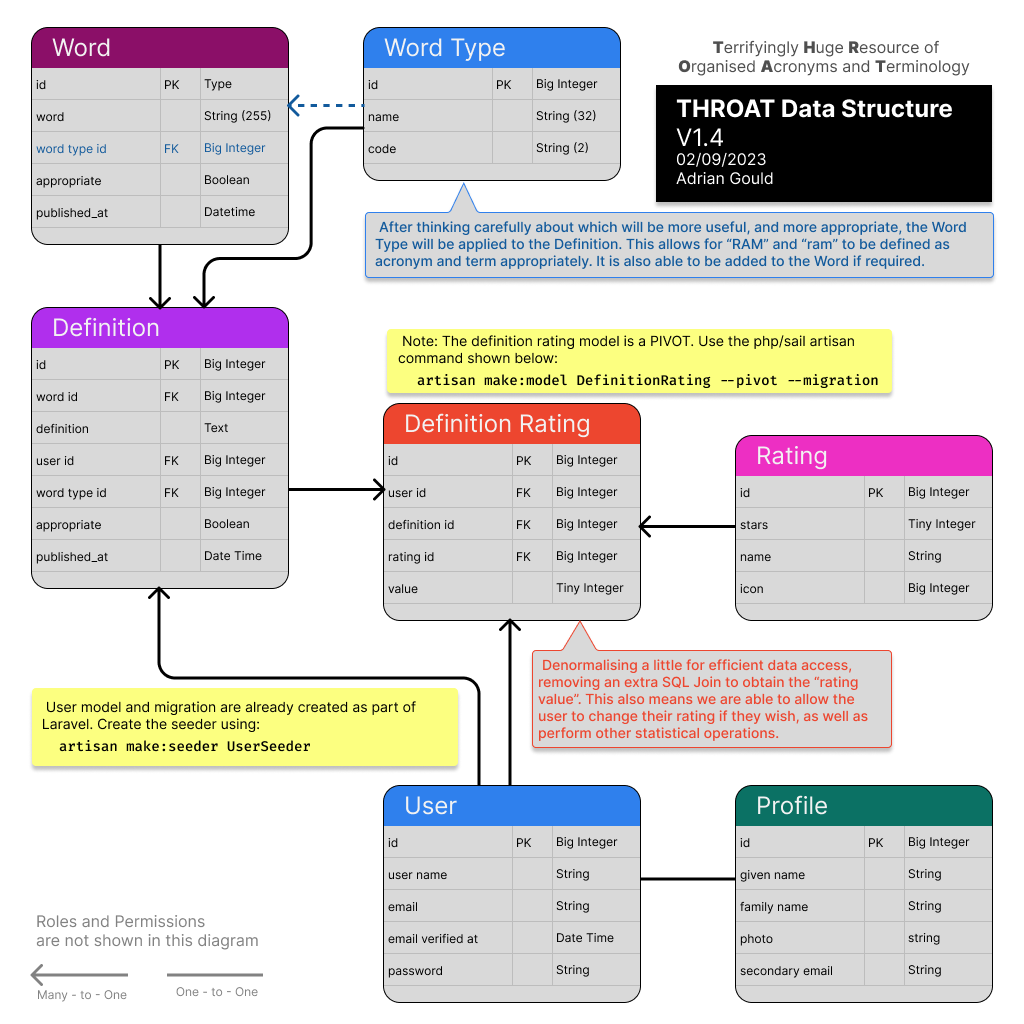 Terrifyingly Huge Resource of
Organised Acronyms and Terminology
THROAT Data Structure
V1.4
02/09/2023
Adrian Gould
Word
id PK Type
word String (255)
word type id FK Big Integer
appropriate Boolean
published_at Datetime
Word Type
id PK Big Integer
name String (32)
code String (2)
After thinking carefully about which will be more useful, and more appropriate, the Word
Type will be applied to the Definition. This allows for “RAM” and “ram” to be defined as
acronym and term appropriately. It is also able to be added to the Word if required.
Definition
id PK Big Integer
word id FK Big Integer
definition Text
user id FK Big Integer
word type id FK Big Integer
appropriate Boolean
published_at Date Time
Note: The definition rating model is a PIVOT. Use the php/sail artisan
command shown below:
artisan make:model DefinitionRating --pivot --migration
Definition Rating
id PK Big Integer
user id FK Big Integer
definition id FK Big Integer
rating id FK Big Integer
value Tiny Integer
Rating
id PK Big Integer
stars Tiny Integer
name String
icon Big Integer
Denormalising a little for efficient data access,
removing an extra SQL Join to obtain the “rating
value”. This also means we are able to allow the
user to change their rating if they wish, as well as
perform other statistical operations.
User model and migration are already created as part of
Laravel. Create the seeder using:
artisan make:seeder UserSeeder
User
id PK Big Integer
user name String
email String
email verified at Date Time
password String
Profile
id PK Big Integer
given name String
family name String
photo string
secondary email String
Roles and Permissions
are not shown in this diagram
Many - to - One
One - to - One